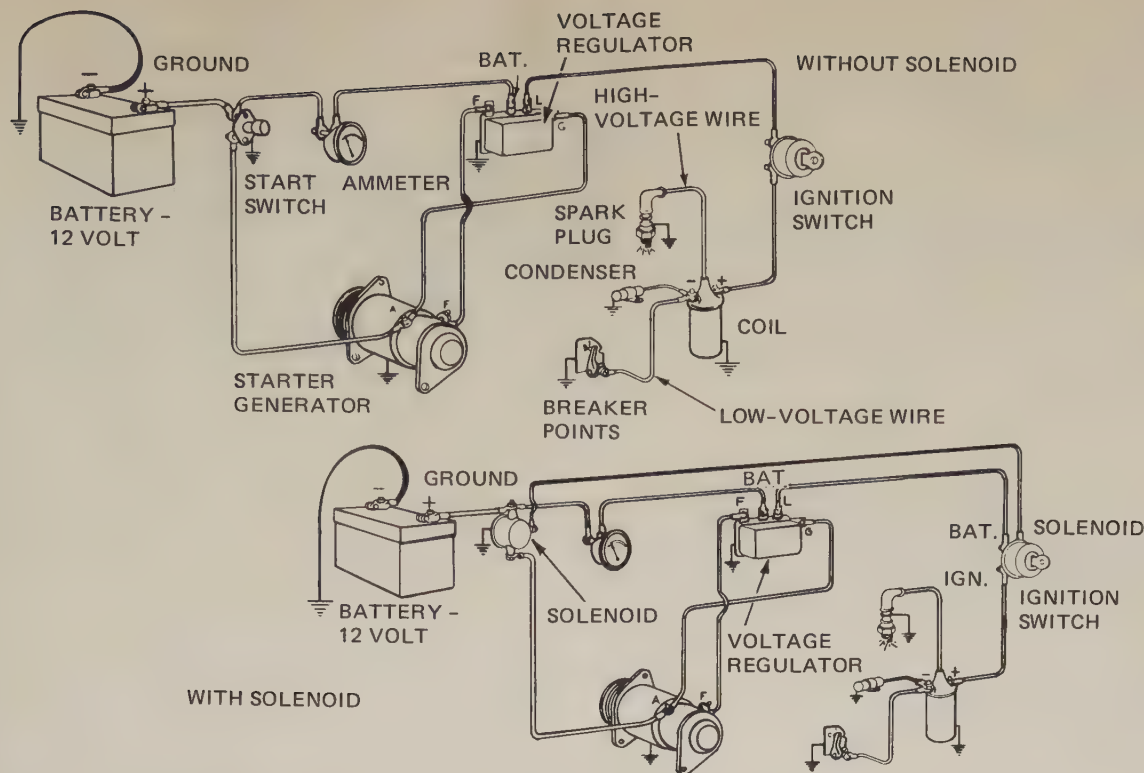 VOLTAGE
REGULATOR
BAT.
GROUND
WITHOUT SOLENOID
HIGH-
VOLTAGE WIRE
-
+
F
L
G
START
SWITCH
AMMETER
BATTERY -
12 VOLT
SPARK
PLUG
IGNITION
SWITCH
CONDENSER
-
+
A
F
COIL
STARTER
GENERATOR
BREAKER
POINTS
LOW-VOLTAGE WIRE
GROUND
BAT
-
+
F
L
G
BAT.
SOLENOID
IGN.
IGNITION
SWITCH
BATTERY -
12 VOLT
SOLENOID
VOLTAGE
REGULATOR
WITH SOLENOID
A
F
-
+